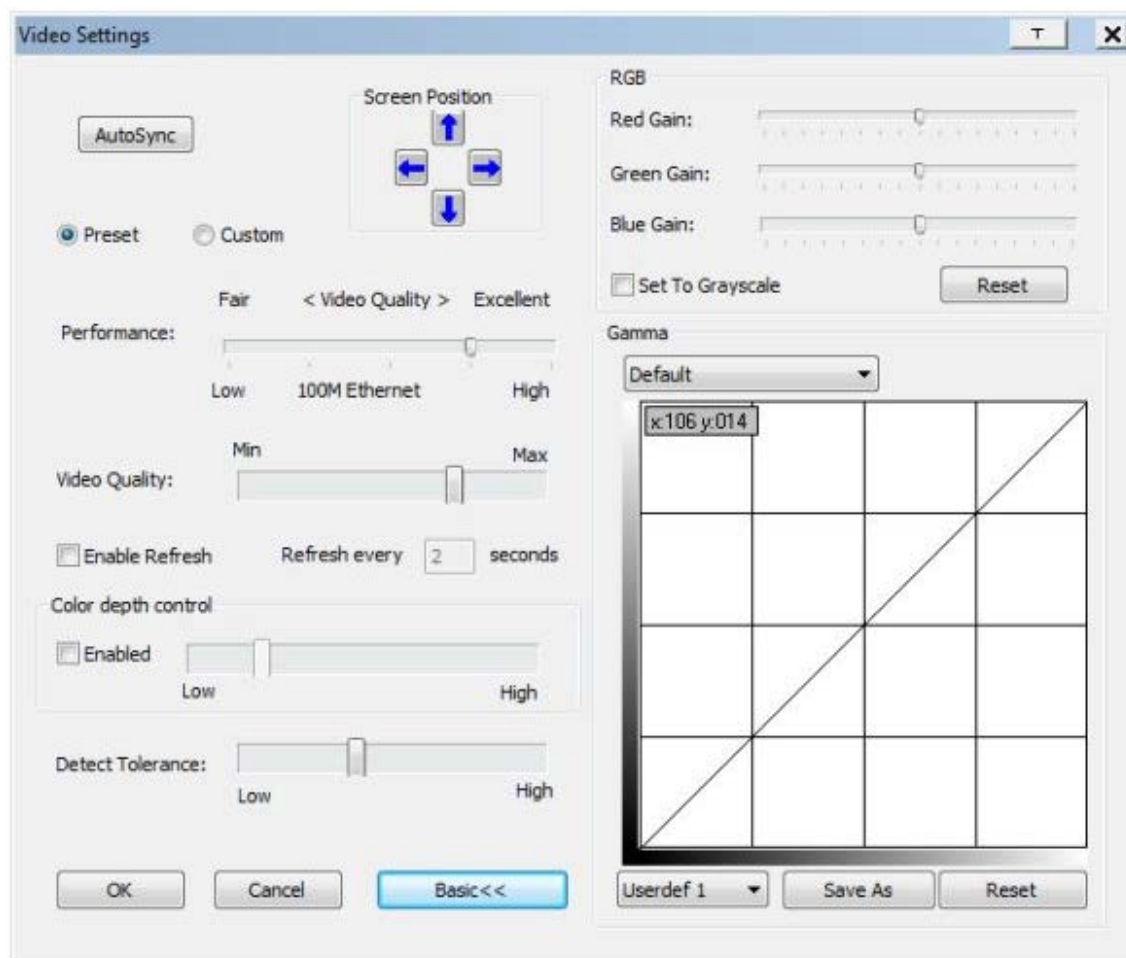 Video Settings
T
AutoSync
Screen Position
Preset
Custom
Fair < Video Quality > Excellent
Performance:
Low 100M Ethernet High
Min Max
Video Quality:
Enable Refresh Refresh every 2 seconds
Color depth control
Enabled
Low High
Detect Tolerance:
Low High
OK Cancel Basic<<
RGB
Red Gain:
Green Gain:
Blue Gain:
Set To Grayscale Reset
Gamma
Default
x:106 y:014
Userdef 1 Save As Reset